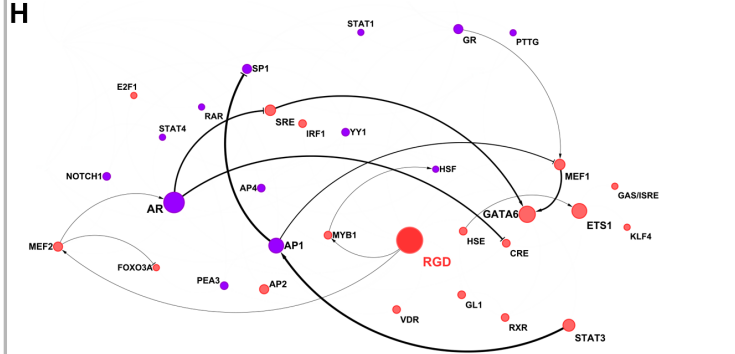 H
STAT1
GR
PTTG
SP1
E2F1
RAR
SRE
IRF1
YY1
STAT4
HSF
MEF1
NOTCH1
AP4
GAS/ISRE
AR
GATA6
ETS1
KLF4
MYB1
HSE
MEF2
AP1
CRE
RGD
FOXO3A
PEA3
AP2
GL1
VDR
RXR
STAT3